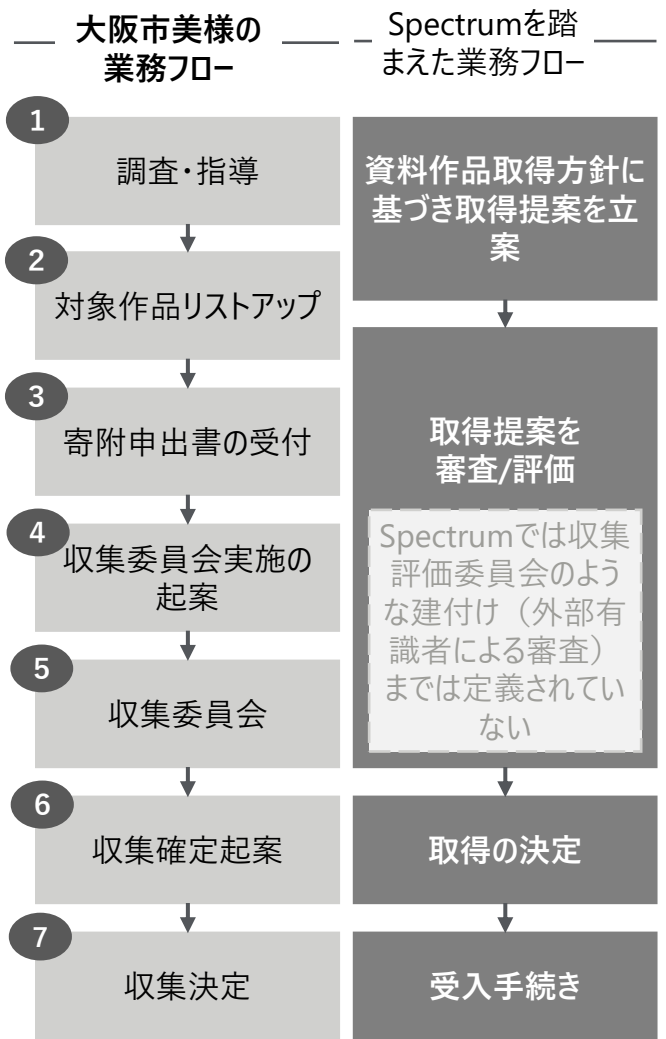 大阪市美様の
業務フロー
1
調査・指導
2
対象作品リストアップ
3
寄附申出書の受付
4
収集委員会実施の
起案
5
収集委員会
6
収集確定起案
7
収集決定
Spectrumを踏
まえた業務フロー
資料作品取得方針に
基づき取得提案を立
案
取得提案を
審査/評価
Spectrumでは収集
評価委員会のよう
な建付け（外部有
識者による審査）
までは定義されてい
ない
取得の決定
受入手続き